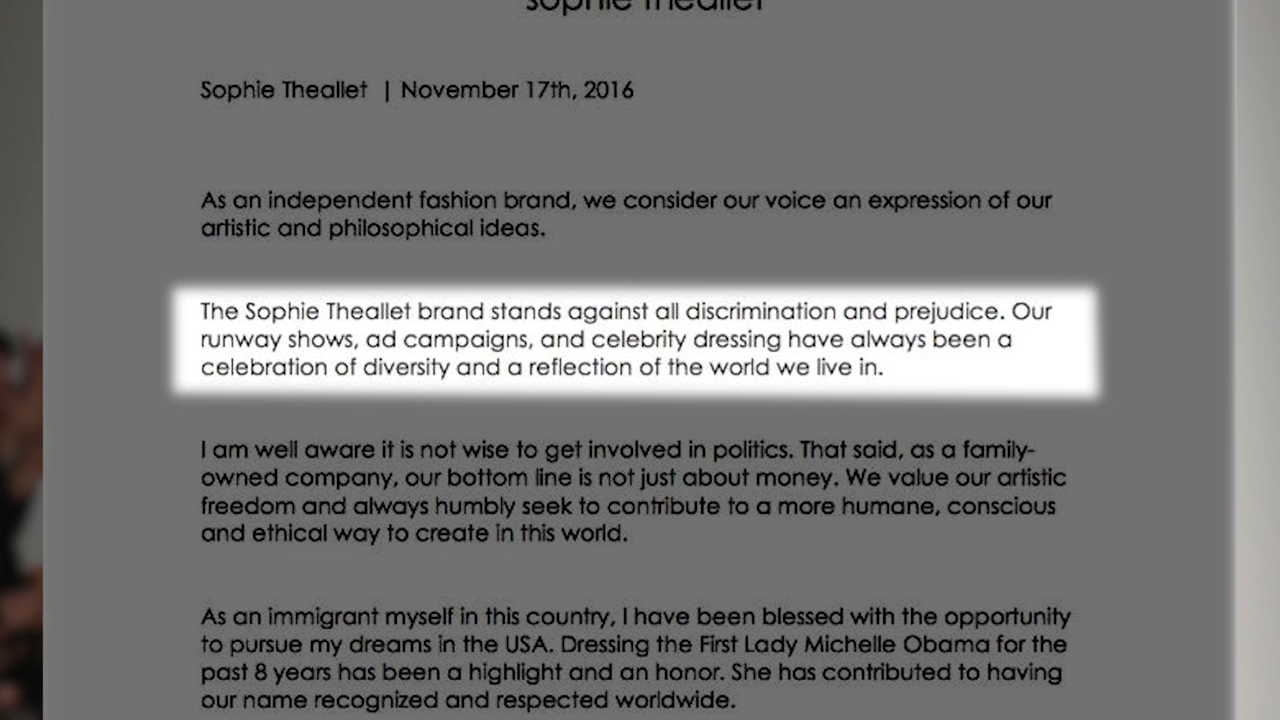 sophie theallet
Sophie Theallet | November 17th, 2016
As an independent fashion brand, we consider our voice an expression of our
artistic and philosophical ideas.
The Sophie Theallet brand stands against all discrimination and prejudice. Our
runway shows, ad campaigns, and celebrity dressing have always been a
celebration of diversity and a reflection of the world we live in.
I am well aware it is not wise to get involved in politics. That said, as a family-
owned company, our bottom line is not just about money. We value our artistic
freedom and always humbly seek to contribute to a more humane, conscious
and ethical way to create in this world.
As an immigrant myself in this country, I have been blessed with the opportunity
to pursue my dreams in the USA. Dressing the First Lady Michelle Obama for the
past 8 years has been a highlight and an honor. She has contributed to having
our name recognized and respected worldwide.